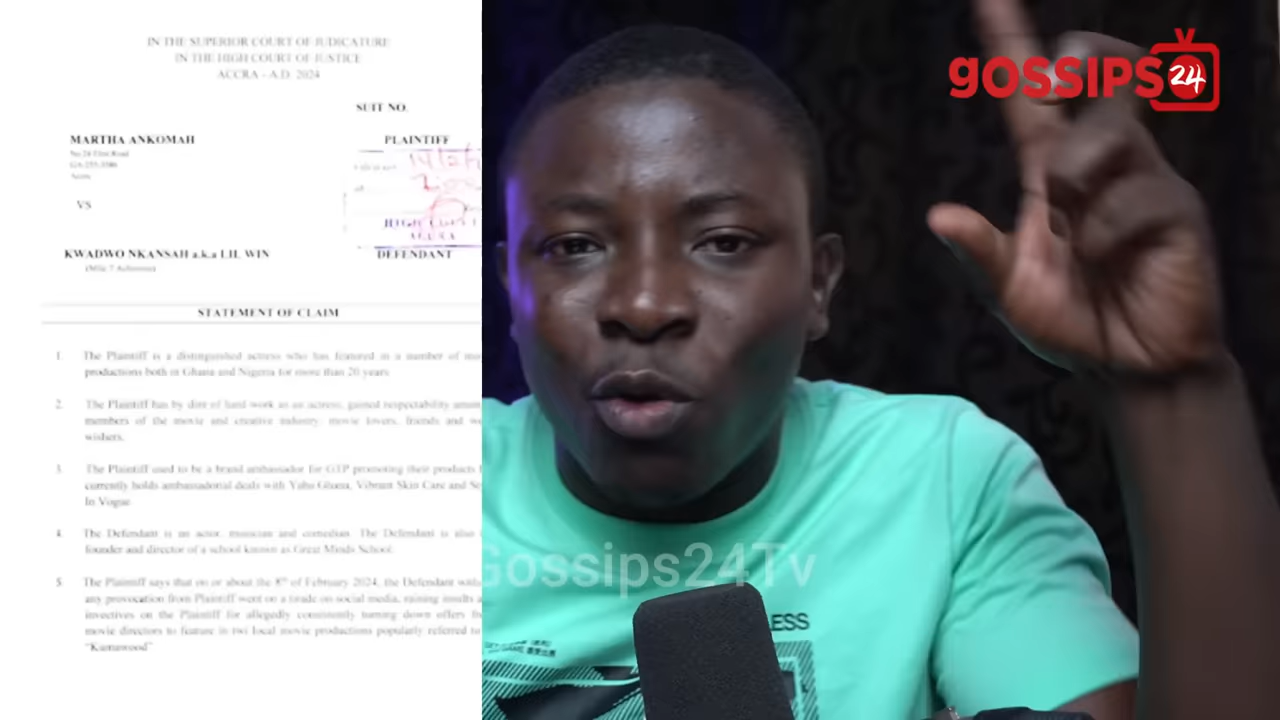 IN THE SUPERIOR COURT OF JUDICATURE
IN THE HIGH COURT OF JUSTICE
ACCRA - A.D. 2024
SUIT NO.
MARTHA ANKOMAH
PLAINTIFF
VS
KWADWO NKANSAH a.k.a LIL WIN
DEFENDANT
STATEMENT OF CLAIM
1. The Plaintiff is a distinguished actress who has featured in a number of
productions both in Ghana and Nigeria for more than 20 years
2. The Plaintiff has by dint of hard work as an actress, gained respectability
members of the movie and creative industry, movie lovers, friends and
wishers.
3. The Plaintiff used to be a brand ambassador for GTP promoting their products
currently holds ambassadorial deals with Ghana, Vibrant Skin Care and
In Vogue
4. The Defendant is an actor, musician and comedian. The Defendant is also
founder and director of a school known as Great Minds School.
5. The Plaintiff says that on or about the 8th of February 2024, the Defendant
any provocation from Plaintiff went on a tirade on social media, raining insults
invectives on the Plaintiff for allegedly consistently turning down offers
movie directors to feature in twi local movie productions popularly referred to
"Kumawood"
gOSSIPS24
Gossips24Tv
LESS